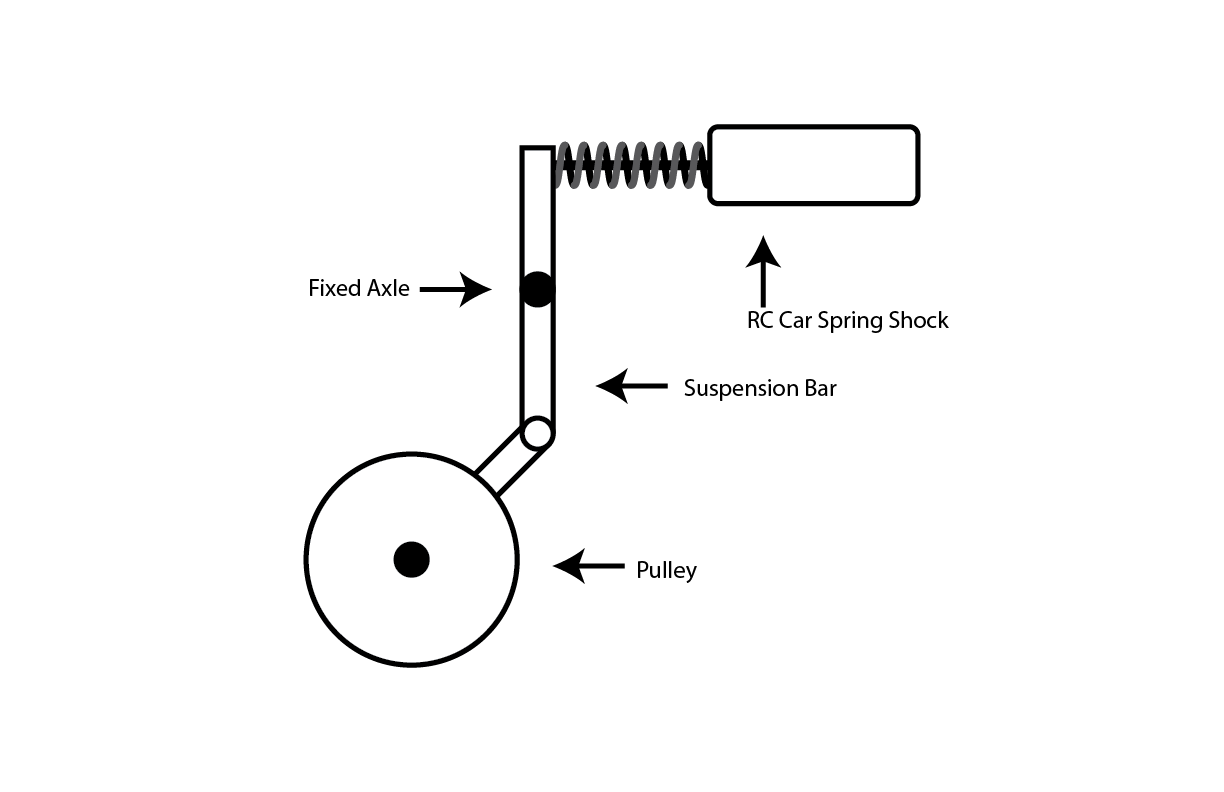 Fixed Axle
RC Car Spring Shock
Suspension Bar
Pulley